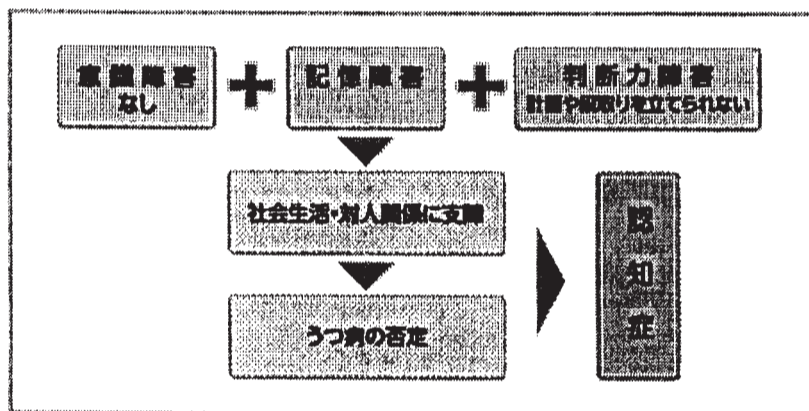 意識障害
なし
記憶障害
判断力障害
計画や段取りを立てられない
社会生活・対人関係に支障
うつ病の否定
認知症